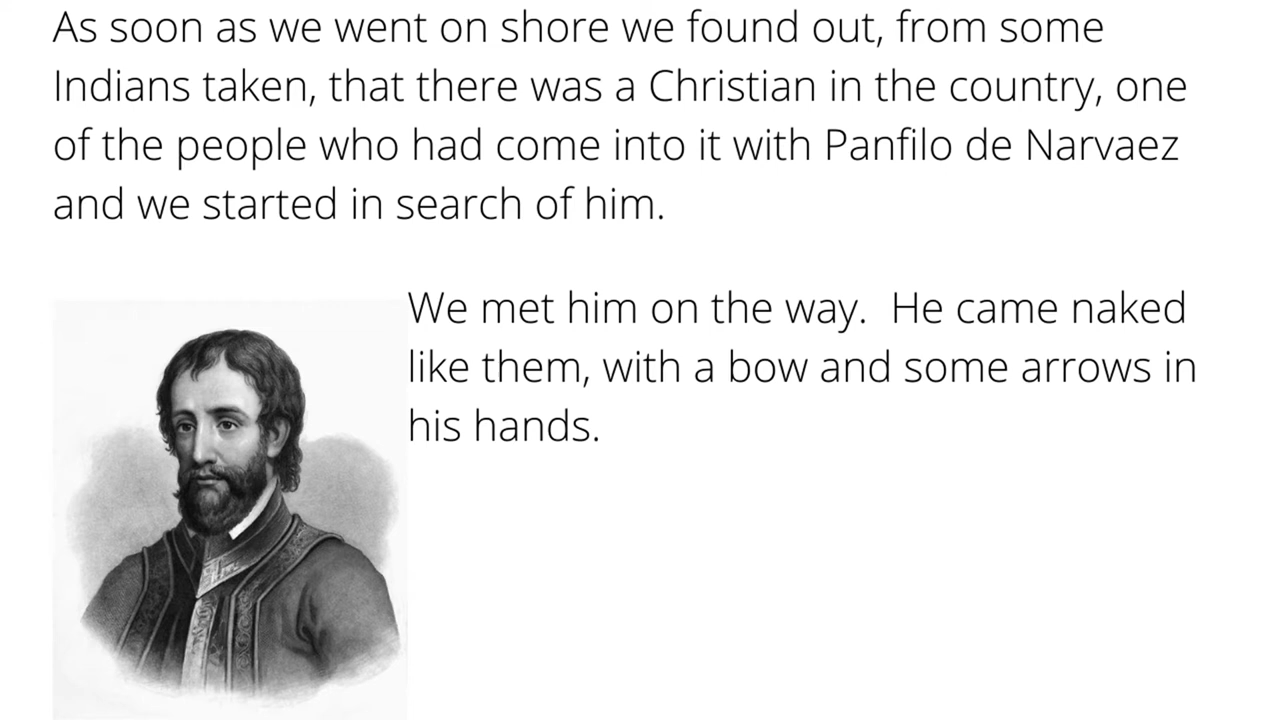 As soon as we went on shore we found out, from some
Indians taken, that there was a Christian in the country, one
of the people who had come into it with Panfilo de Narvaez
and we started in search of him.
We met him on the way.  He came naked
like them, with a bow and some arrows in
his hands.